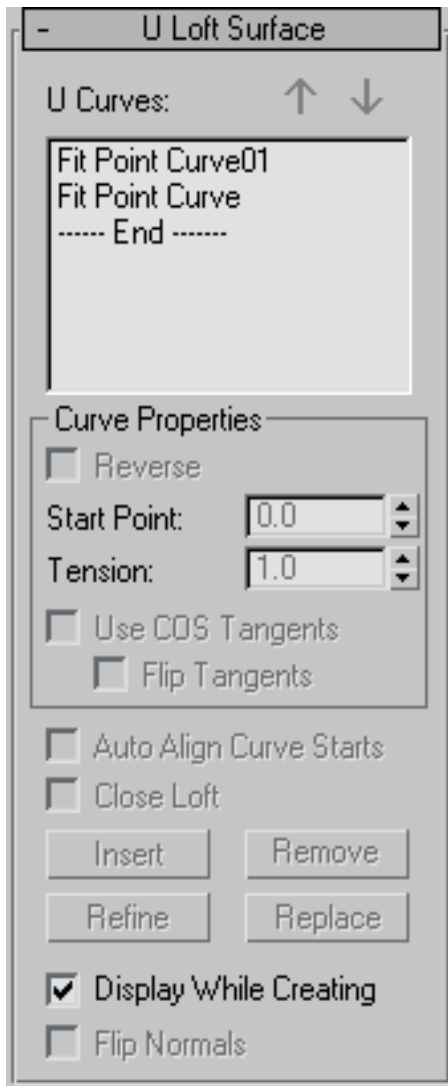 - U Loft Surface
U Curves:
Fit Point Curve01
Fit Point Curve
------ End -------
Curve Properties
Reverse
Start Point: 0.0
Tension: 1.0
Use COS Tangents
Flip Tangents
Auto Align Curve Starts
Close Loft
Insert Remove
Refine Replace
Display While Creating
Flip Normals